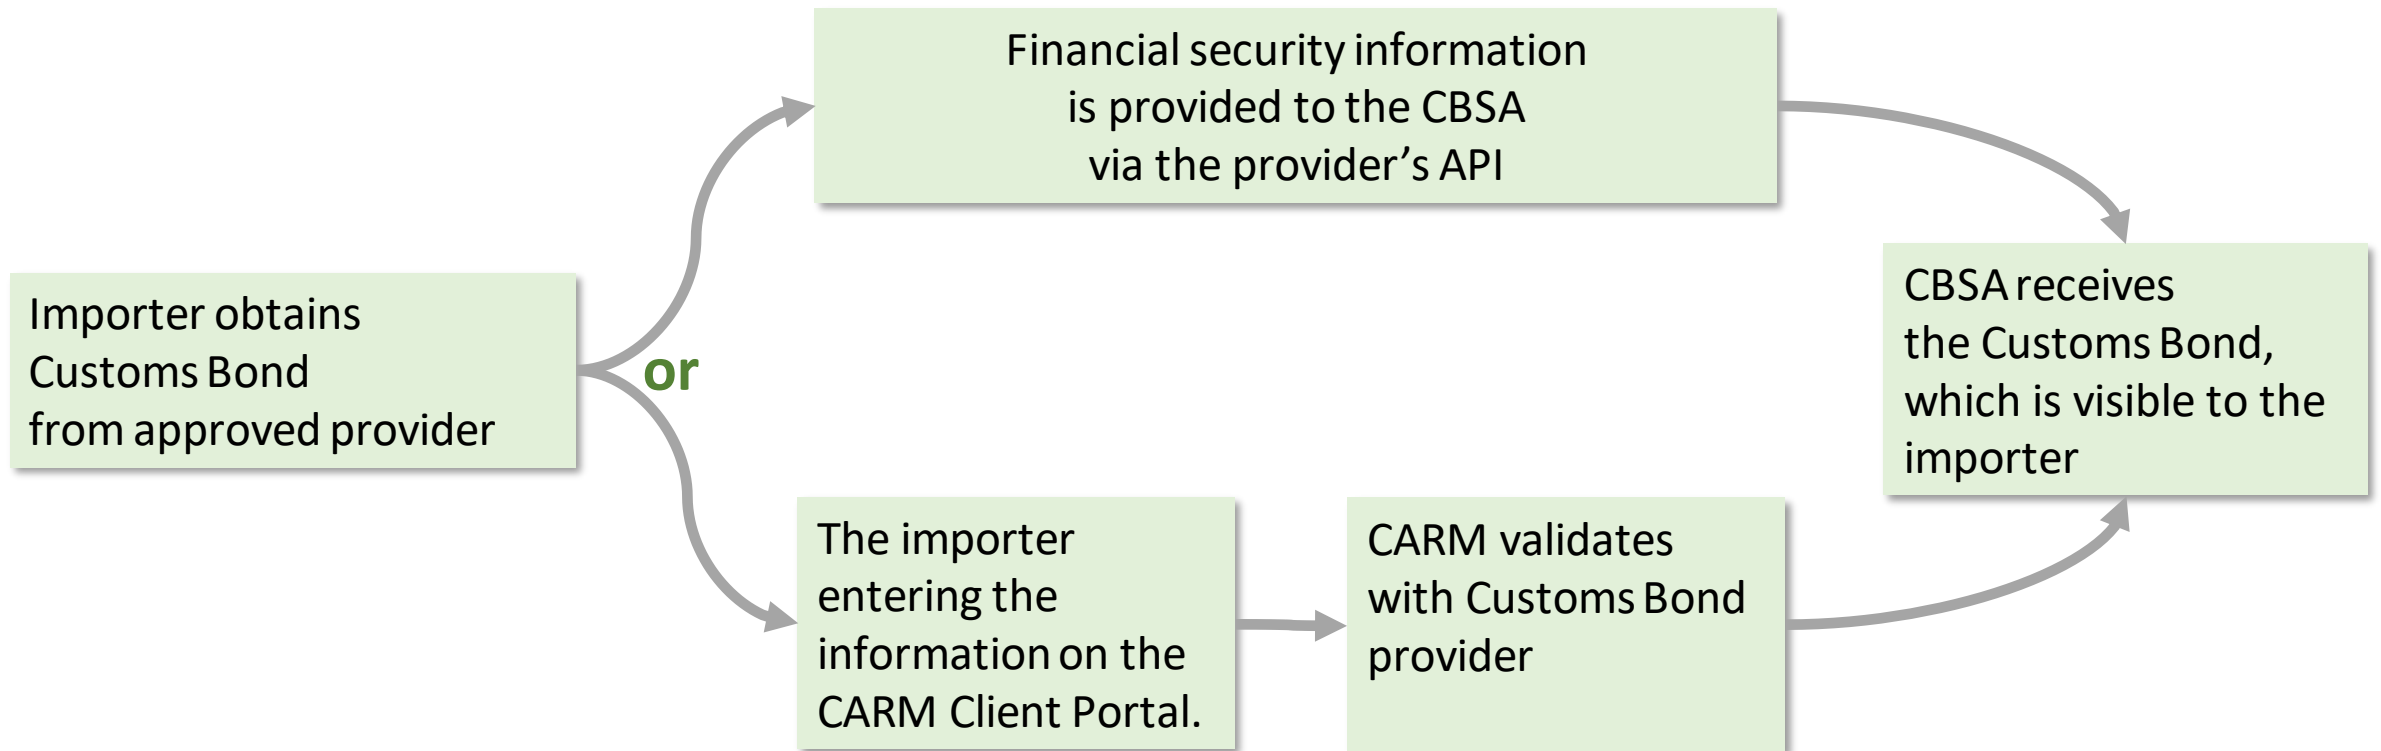 Importer obtains
Customs Bond
from approved provider
or
Financial security information
is provided to the CBSA
via the provider’s API
The importer
entering the
information on the
CARM Client Portal.
CARM validates
with Customs Bond
provider
CBSA receives
the Customs Bond,
which is visible to the
importer